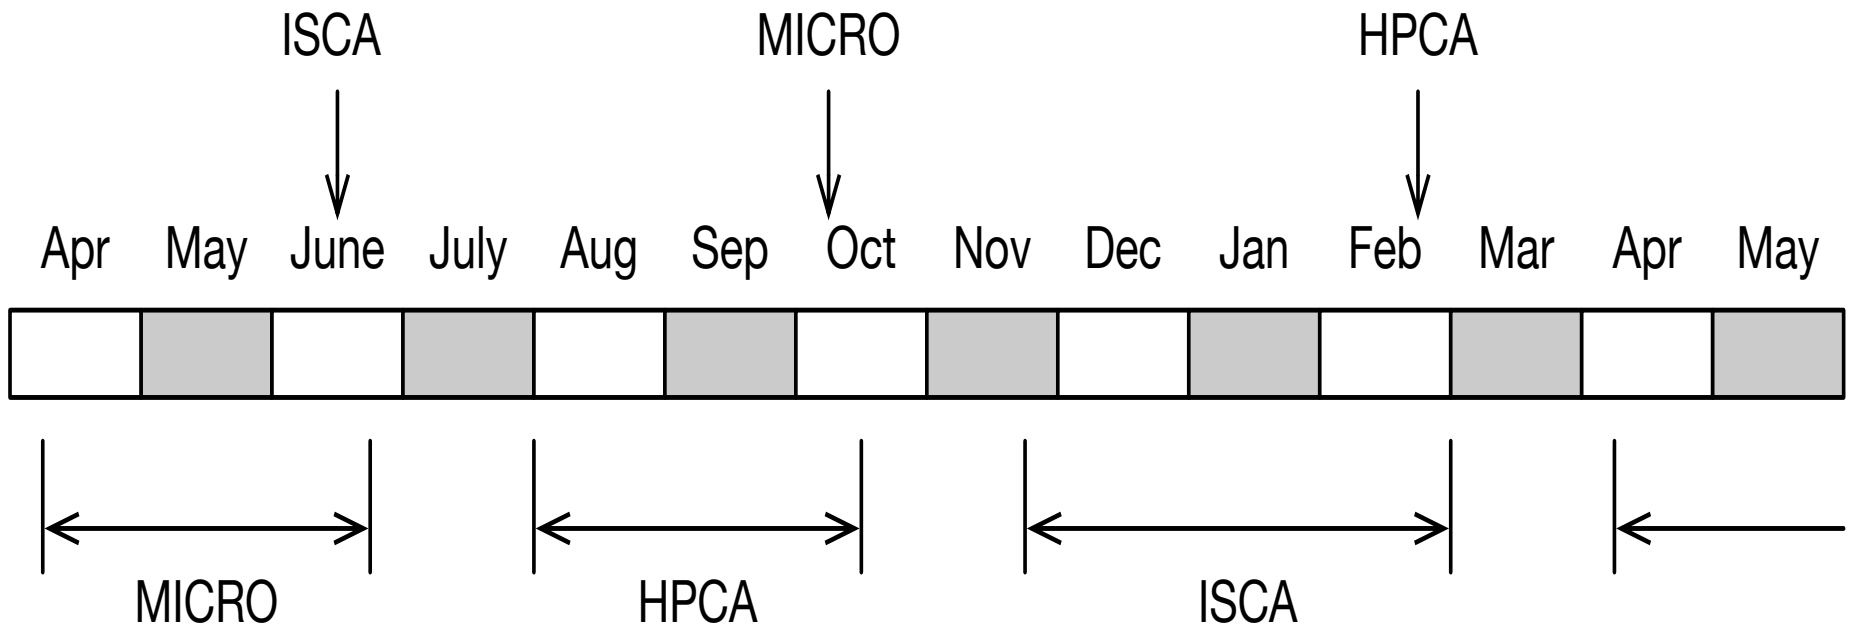 ISCA MICRO HPCA
Apr May June July Aug Sep Oct Nov Dec Jan Feb Mar Apr May
MICRO HPCA ISCA